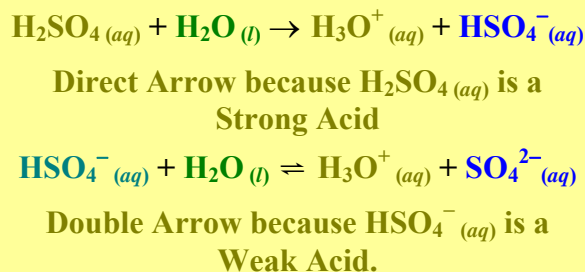 H₂SO₄ (aq) + H₂O (l) → H₃O⁺ (aq) + HSO₄⁻(aq)
Direct Arrow because H₂SO₄ (aq) is a
Strong Acid
HSO₄⁻ (aq) + H₂O (l) ⇌ H₃O⁺ (aq) + SO₄²⁻(aq)
Double Arrow because HSO₄⁻ (aq) is a
Weak Acid.